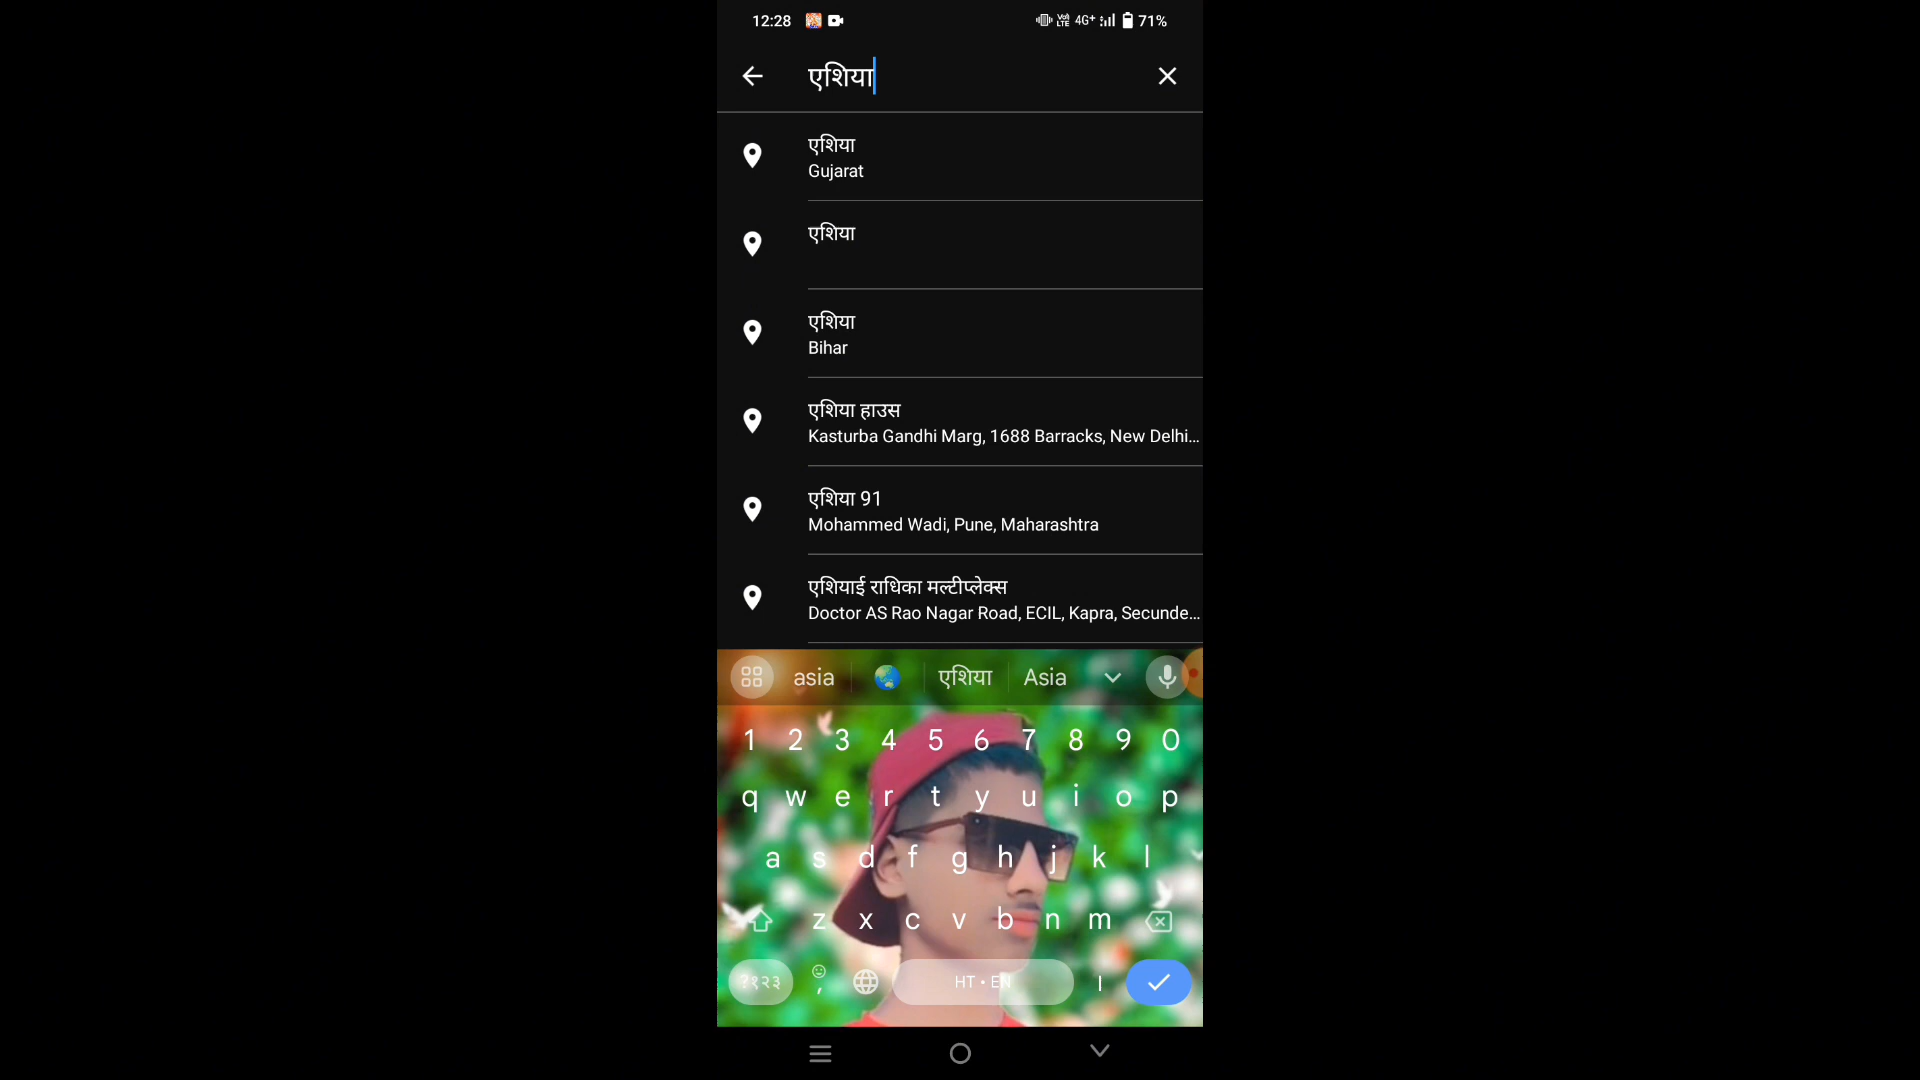 12:28 VoLTE 4G+ 71%
एशिया
एशिया
Gujarat
एशिया
एशिया
Bihar
एशिया हाउस
Kasturba Gandhi Marg, 1688 Barracks, New Delhi...
एशिया 91
Mohammed Wadi, Pune, Maharashtra
एशियाई राधिका मल्टीप्लेक्स
Doctor AS Rao Nagar Road, ECIL, Kapra, Secunde...
asia एशिया Asia
1 2 3 4 5 6 7 8 9 0
q w e r t y u i o p
a s d f g h j k l
z x c v b n m
?१२३ , HT • EN ।